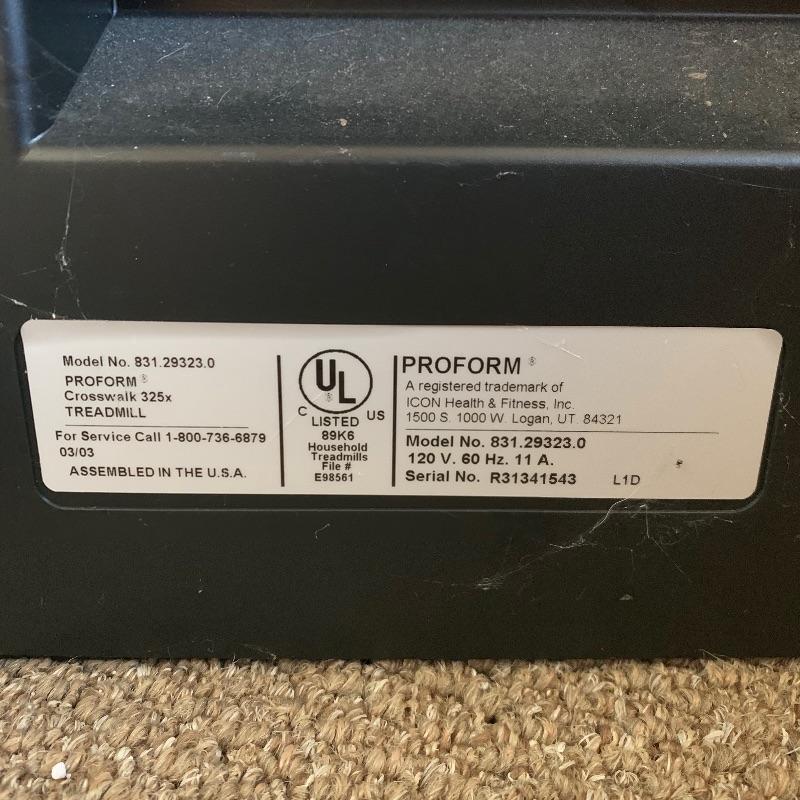 Model No. 831.29323.0
PROFORM ®
Crosswalk 325x
TREADMILL
For Service Call 1-800-736-6879
03/03
ASSEMBLED IN THE U.S.A.
UL ®
C LISTED US
89K6
Household
Treadmills
File #
E98561
PROFORM ®
A registered trademark of
ICON Health & Fitness, Inc.
1500 S. 1000 W. Logan, UT. 84321
Model No. 831.29323.0
120 V. 60 Hz. 11 A.
Serial No. R31341543 L1D